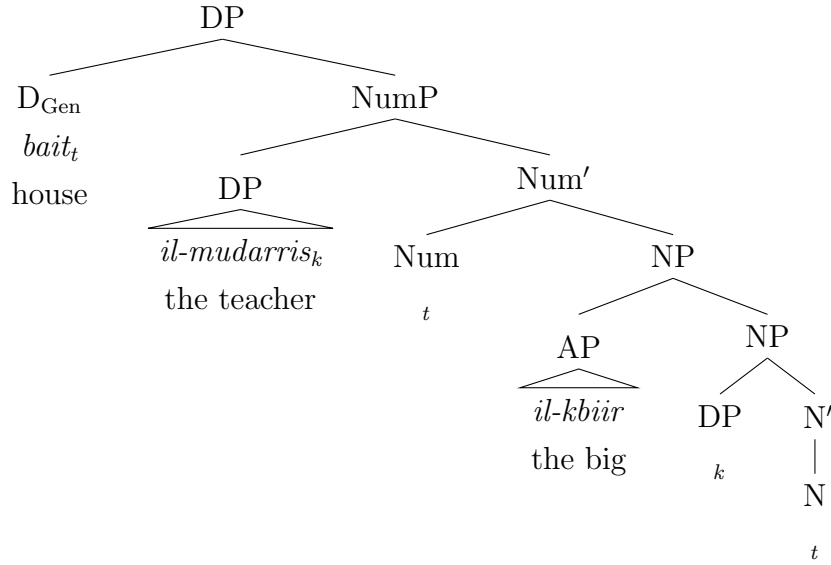 DP
D_Gen NumP
bait_t
house
DP Num′
il-mudarris_k Num NP
the teacher
t
AP NP
il-kbiir DP N′
the big
k N
t